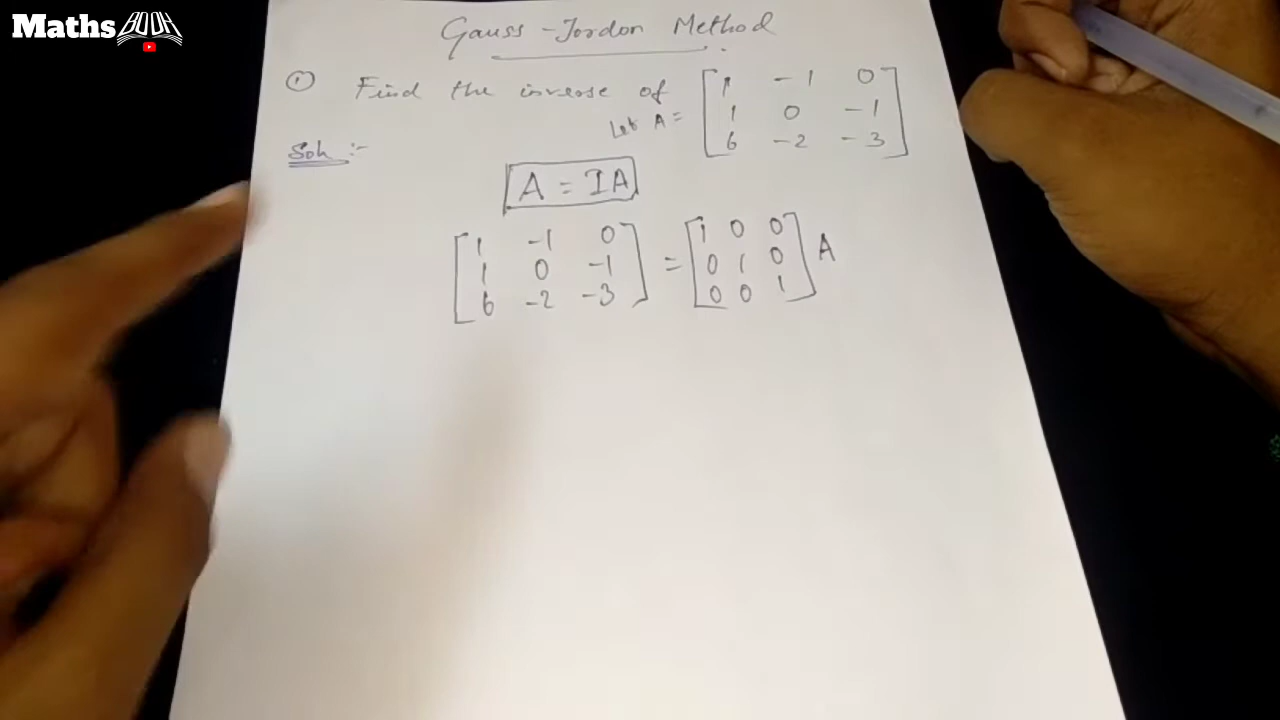 Maths BOOK
Gauss-Jordon Method
① Find the inverse of
Let A = [1 -1 0
1 0 -1
6 -2 -3]
Soln :-
A = IA
[1 -1 0
1 0 -1
6 -2 -3] = [1 0 0
0 1 0
0 0 1] A